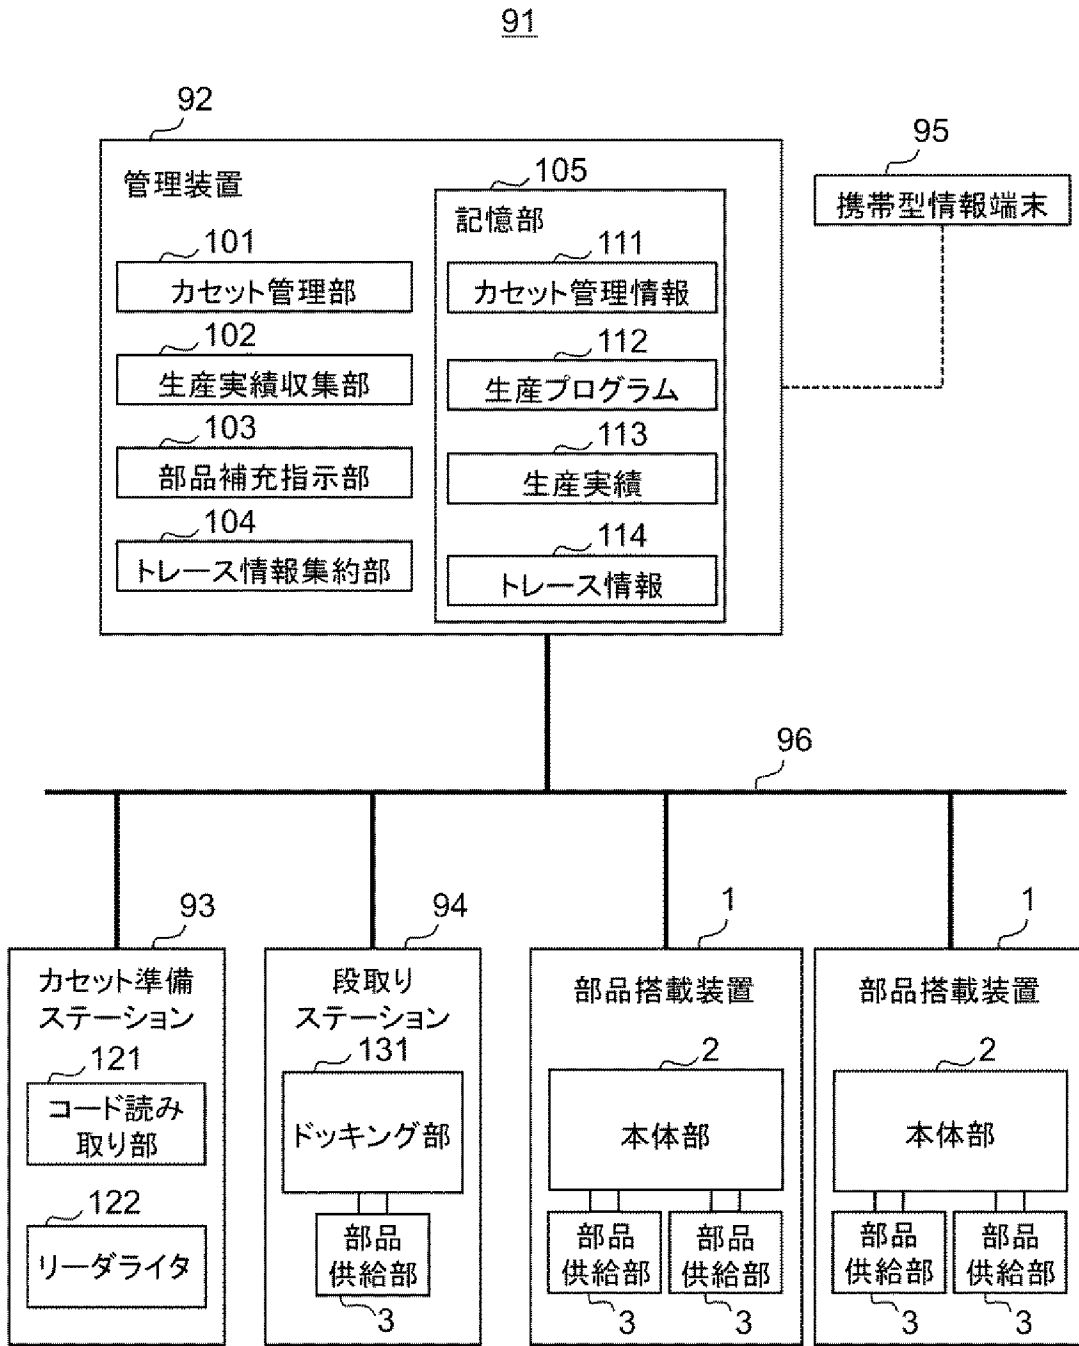 91
92
管理装置
101
カセット管理部
102
生産実績収集部
103
部品補充指示部
104
トレース情報集約部
105
記憶部
111
カセット管理情報
112
生産プログラム
113
生産実績
114
トレース情報
95
携帯型情報端末
96
93
カセット準備
ステーション
121
コード読み
取り部
122
リーダライタ
94
段取り
ステーション
131
ドッキング部
部品
供給部
3
1
部品搭載装置
2
本体部
部品
供給部
3
部品
供給部
3
1
部品搭載装置
2
本体部
部品
供給部
3
部品
供給部
3